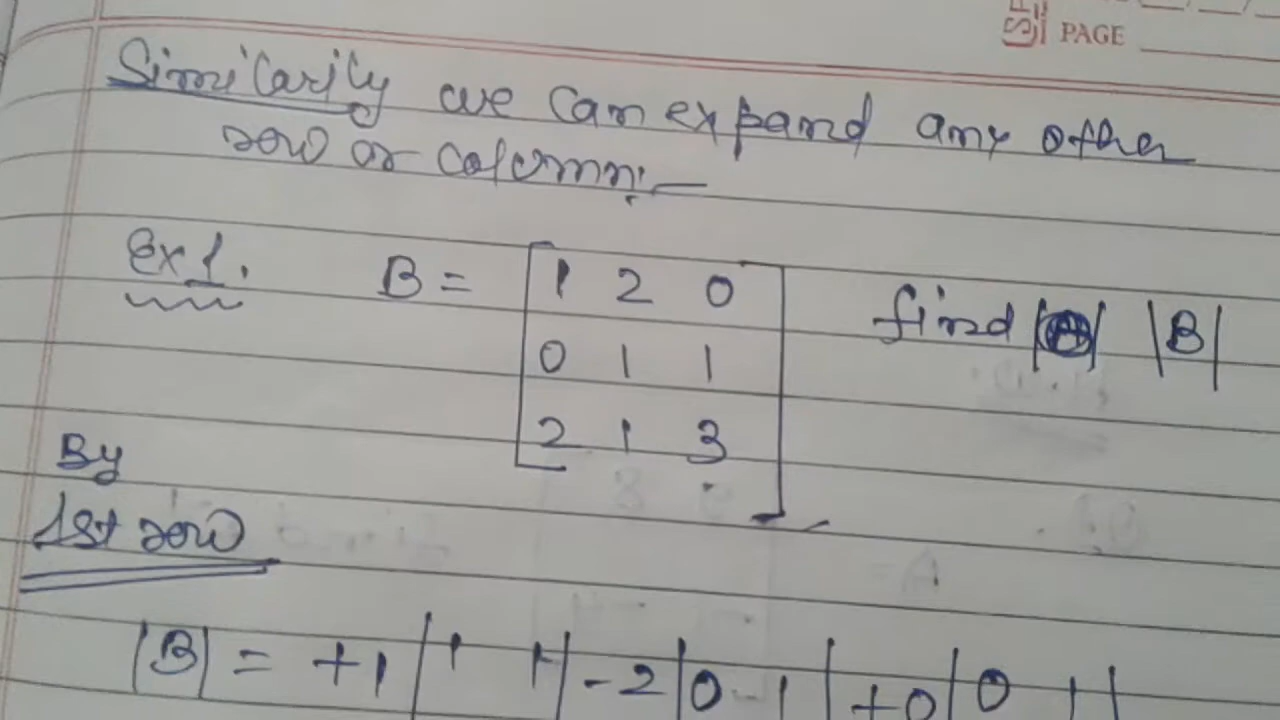 PAGE
Similarily we can expand any other
row or column:-
Ex 1. B = [1 2 0 find |B|
0 1 1
2 1 3]
By
1st row
|B| = +1 |1 1| -2 |0 1| +0 |0 1|